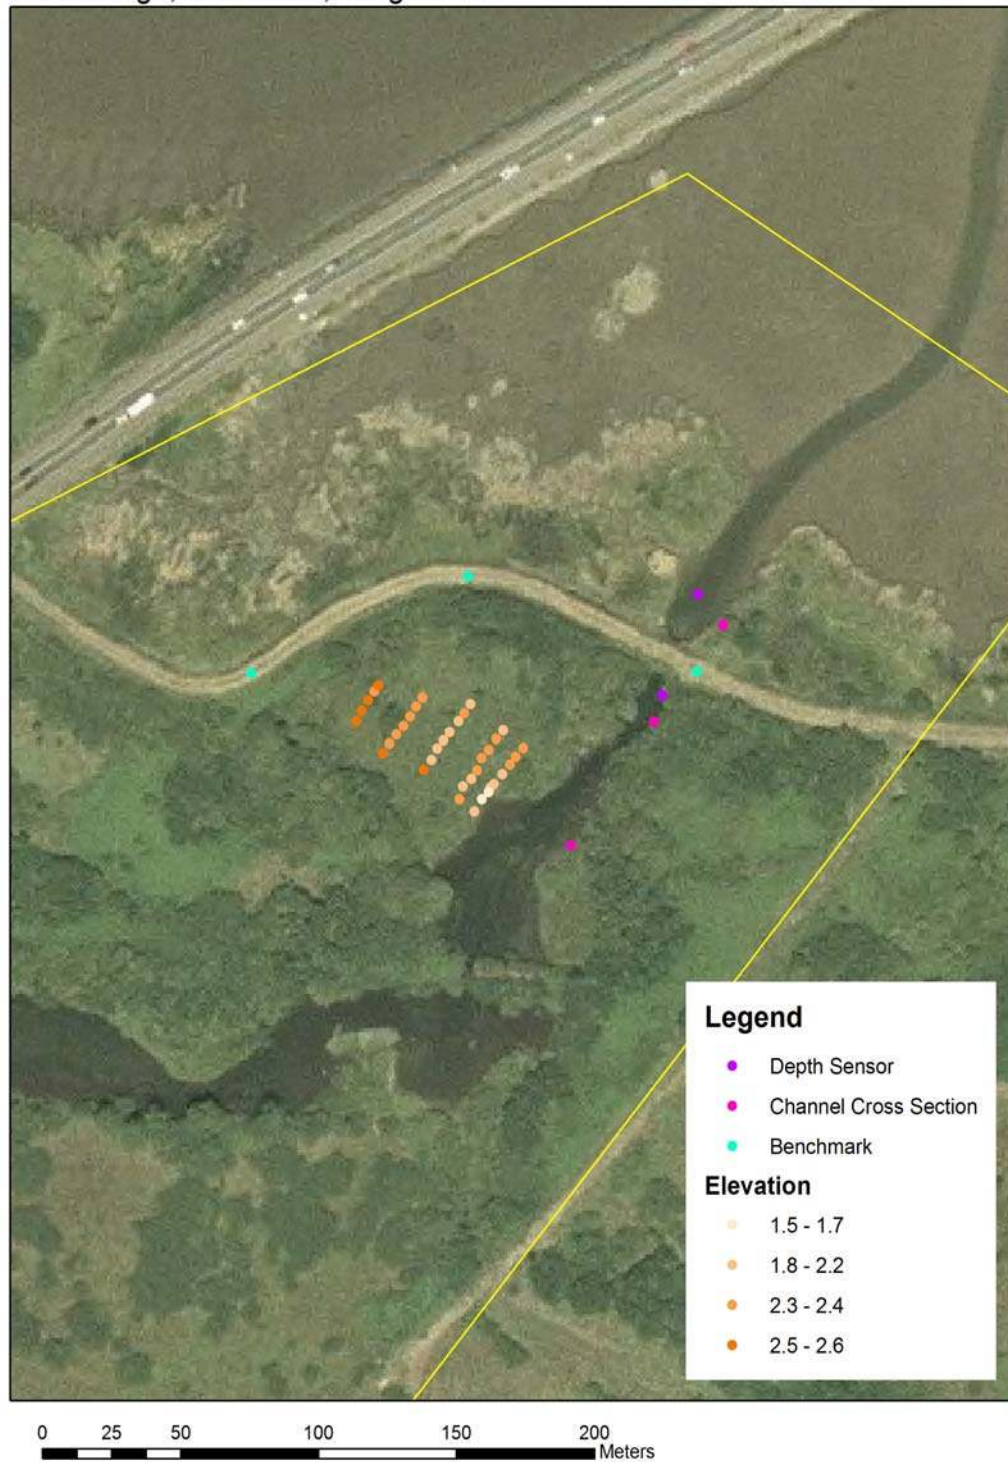 Legend
Depth Sensor
Channel Cross Section
Benchmark
Elevation
1.5 - 1.7
1.8 - 2.2
2.3 - 2.4
2.5 - 2.6
0 25 50 100 150 200
Meters